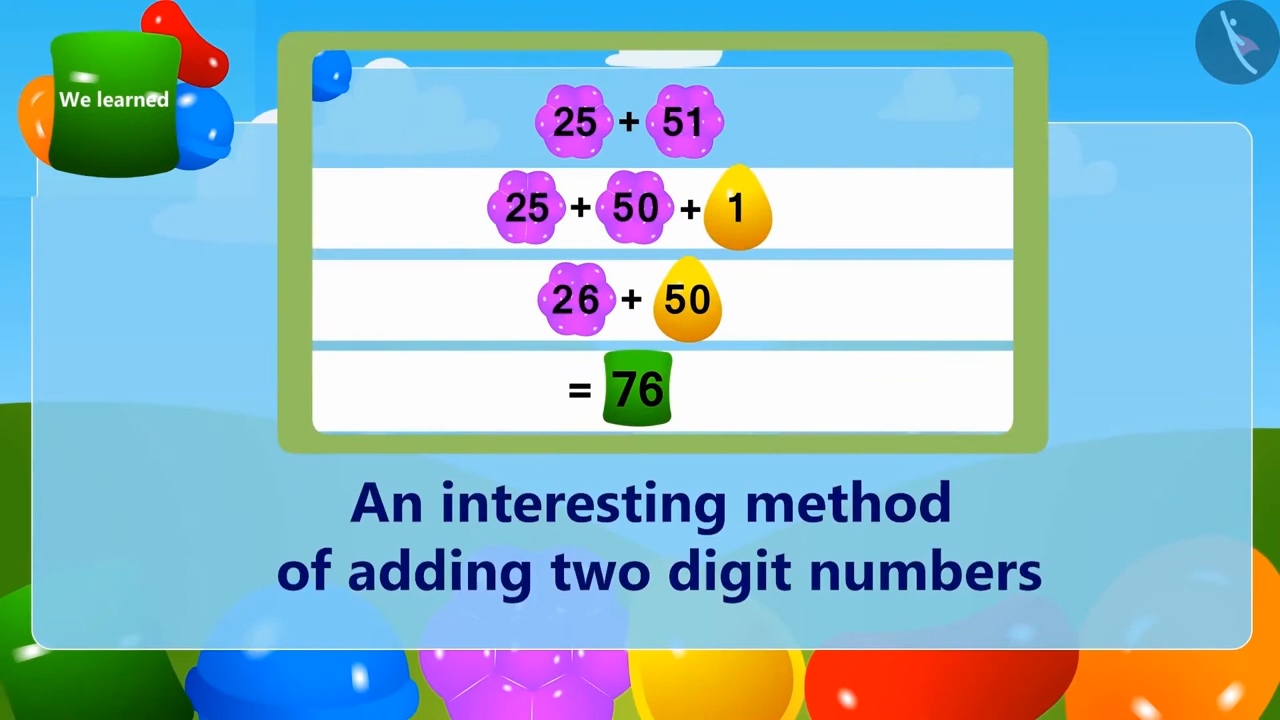 We learned
25 + 51
25 + 50 + 1
26 + 50
= 76
An interesting method
of adding two digit numbers